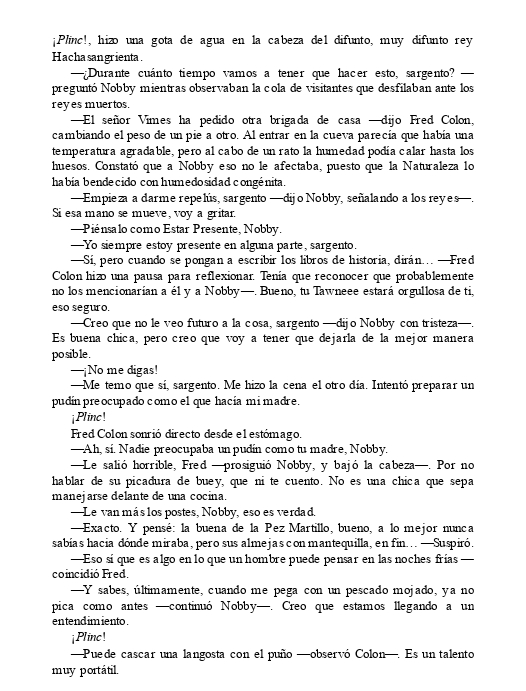 ¡Plinc!, hizo una gota de agua en la cabeza del difunto, muy difunto rey
Hachasangrienta.
—¿Durante cuánto tiempo vamos a tener que hacer esto, sargento? —
preguntó Nobby mientras observaban la cola de visitantes que desfilaban ante los
reyes muertos.
—El señor Vimes ha pedido otra brigada de casa —dijo Fred Colon,
cambiando el peso de un pie a otro. Al entrar en la cueva parecía que había una
temperatura agradable, pero al cabo de un rato la humedad podía calar hasta los
huesos. Constató que a Nobby eso no le afectaba, puesto que la Naturaleza lo
había bendecido con humedosidad congénita.
—Empieza a darme repelús, sargento —dijo Nobby, señalando a los reyes—.
Si esa mano se mueve, voy a gritar.
—Piénsalo como Estar Presente, Nobby.
—Yo siempre estoy presente en alguna parte, sargento.
—Sí, pero cuando se pongan a escribir los libros de historia, dirán… —Fred
Colon hizo una pausa para reflexionar. Tenía que reconocer que probablemente
no los mencionarían a él y a Nobby—. Bueno, tu Tawneee estará orgullosa de ti,
eso seguro.
—Creo que no le veo futuro a la cosa, sargento —dijo Nobby con tristeza—.
Es buena chica, pero creo que voy a tener que dejarla de la mejor manera
posible.
—¡No me digas!
—Me temo que sí, sargento. Me hizo la cena el otro día. Intentó preparar un
pudín preocupado como el que hacía mi madre.
¡Plinc!
Fred Colon sonrió directo desde el estómago.
—Ah, sí. Nadie preocupaba un pudín como tu madre, Nobby.
—Le salió horrible, Fred —prosiguió Nobby, y bajó la cabeza—. Por no
hablar de su picadura de buey, que ni te cuento. No es una chica que sepa
manejarse delante de una cocina.
—Le van más los postes, Nobby, eso es verdad.
—Exacto. Y pensé: la buena de la Pez Martillo, bueno, a lo mejor nunca
sabías hacia dónde miraba, pero sus almejas con mantequilla, en fin… —Suspiró.
—Eso sí que es algo en lo que un hombre puede pensar en las noches frías —
coincidió Fred.
—Y sabes, últimamente, cuando me pega con un pescado mojado, ya no
pica como antes —continuó Nobby—. Creo que estamos llegando a un
entendimiento.
¡Plinc!
—Puede cascar una langosta con el puño —observó Colon—. Es un talento
muy portátil.